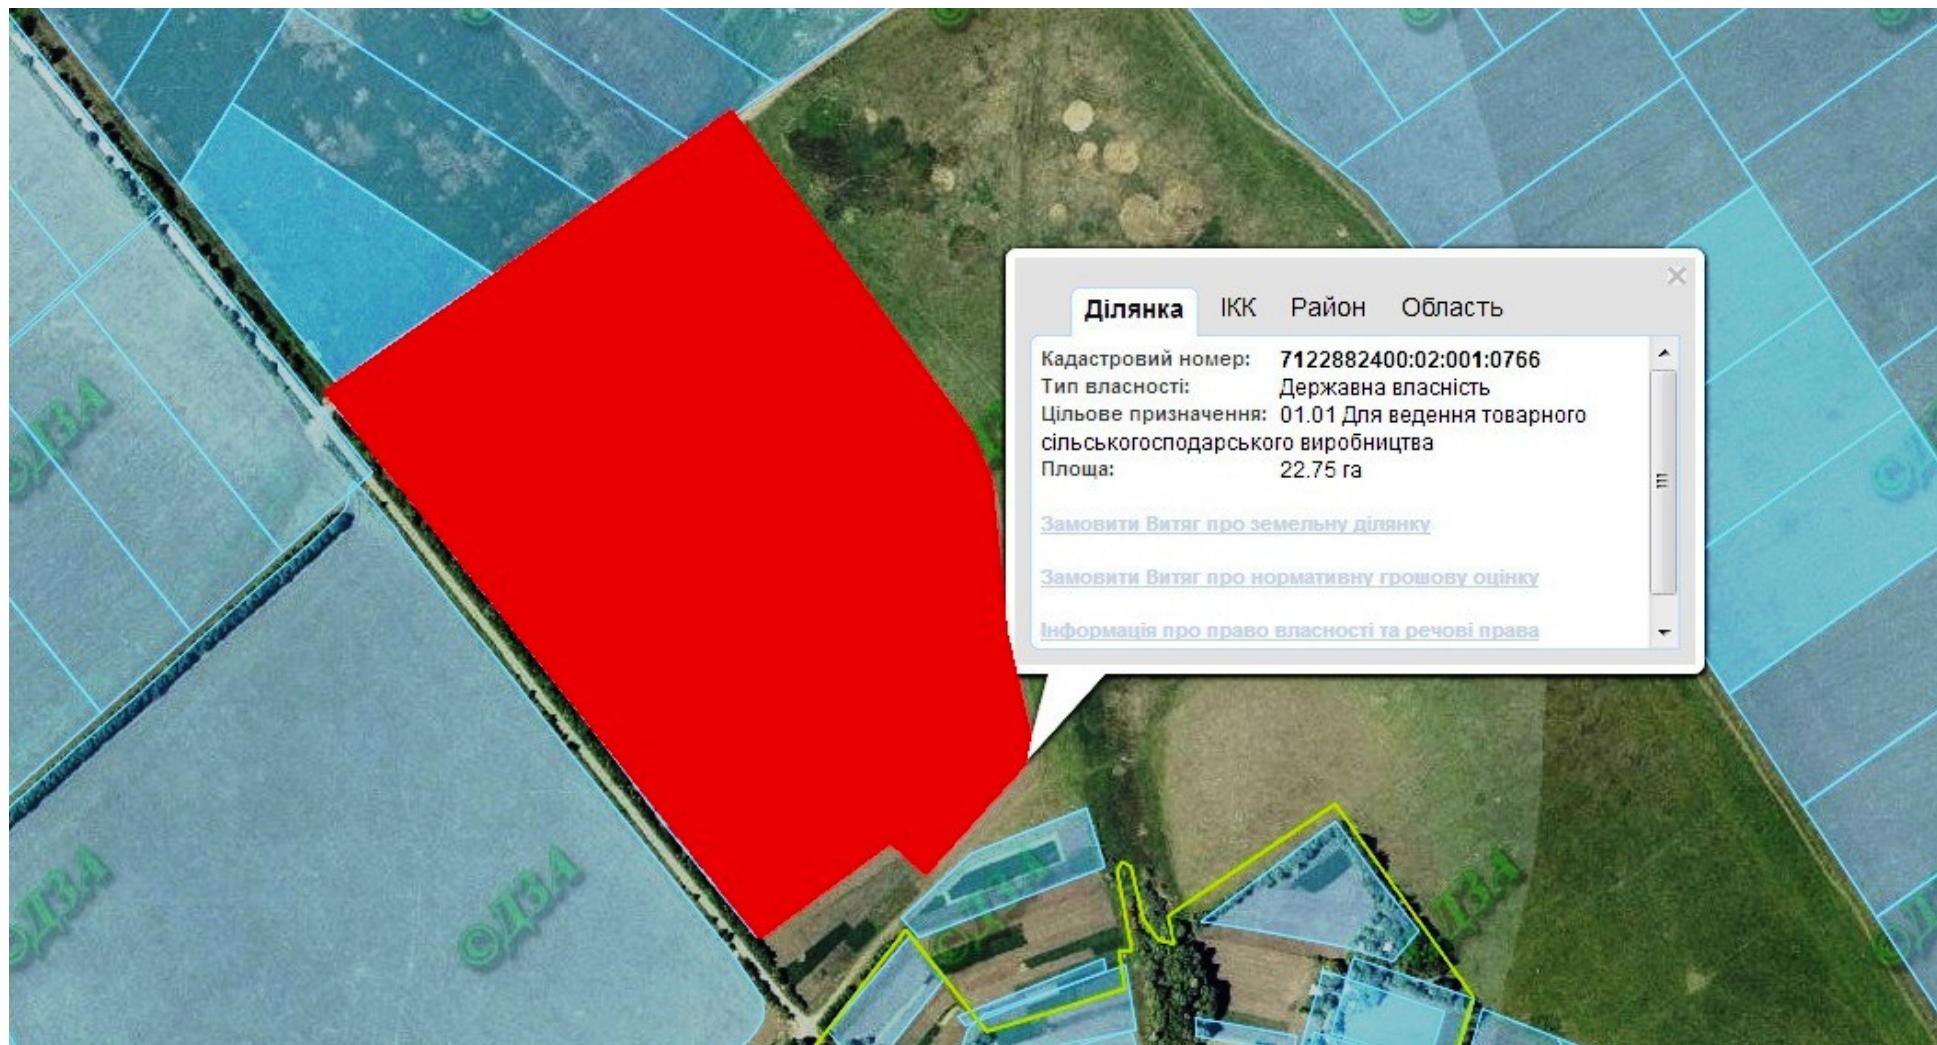 Ділянка ІКК Район Область
Кадастровий номер: 7122882400:02:001:0766
Тип власності: Державна власність
Цільове призначення: 01.01 Для ведення товарного
сільськогосподарського виробництва
Площа: 22.75 га
Замовити Витяг про земельну ділянку
Замовити Витяг про нормативну грошову оцінку
Інформація про право власності та речові права
©ДЗА
©ДЗА
©ДЗА
©ДЗА
©ДЗА